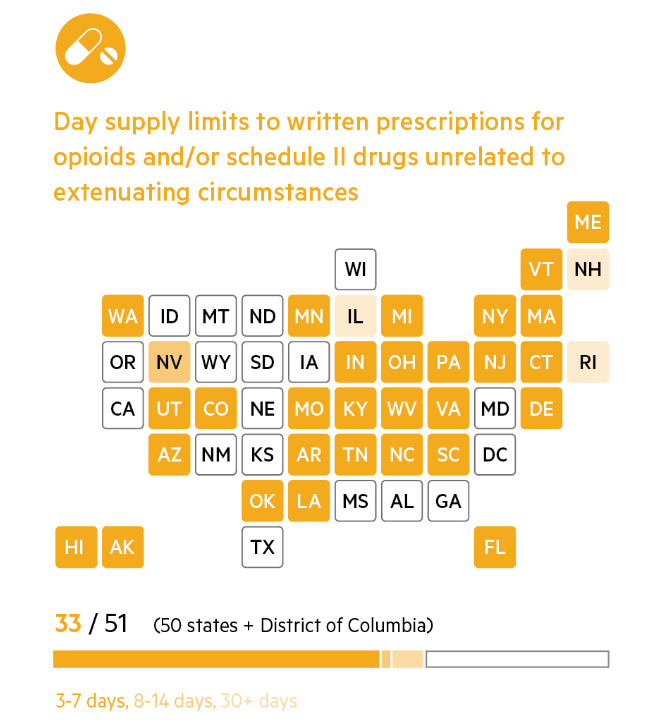 Day supply limits to written prescriptions for
opioids and/or schedule II drugs unrelated to
extenuating circumstances
ME
WI VT NH
WA ID MT ND MN IL MI NY MA
OR NV WY SD IA IN OH PA NJ CT RI
CA UT CO NE MO KY WV VA MD DE
AZ NM KS AR TN NC SC DC
OK LA MS AL GA
HI AK TX FL
33 / 51 (50 states + District of Columbia)
3-7 days, 8-14 days, 30+ days